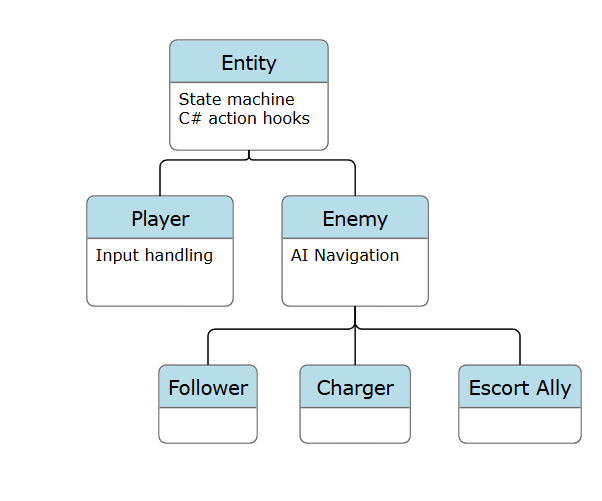 Entity
State machine
C# action hooks
Player
Input handling
Enemy
AI Navigation
Follower
Charger
Escort Ally